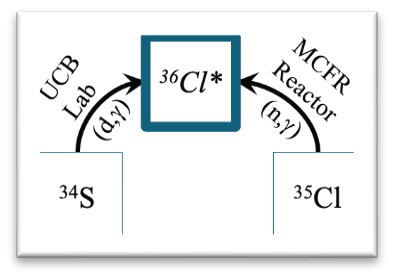 UCB
Lab
(d,γ)
³⁶Cl*
MCFR
Reactor
(n,γ)
³⁴S
³⁵Cl